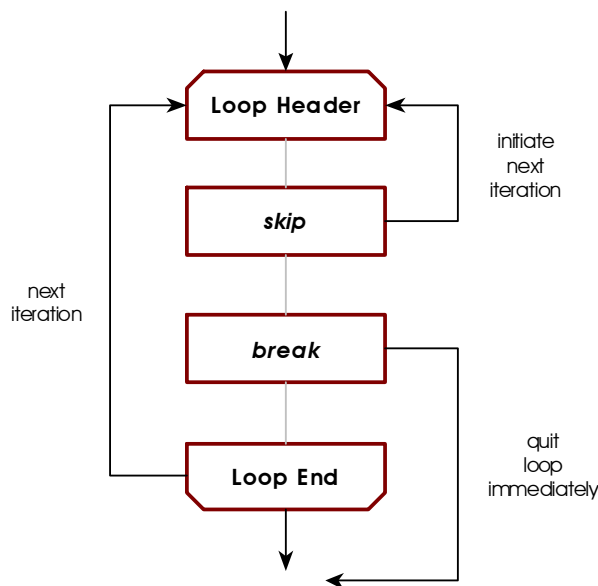 Loop Header
initiate
next
iteration
skip
next
iteration
break
quit
loop
immediately
Loop End